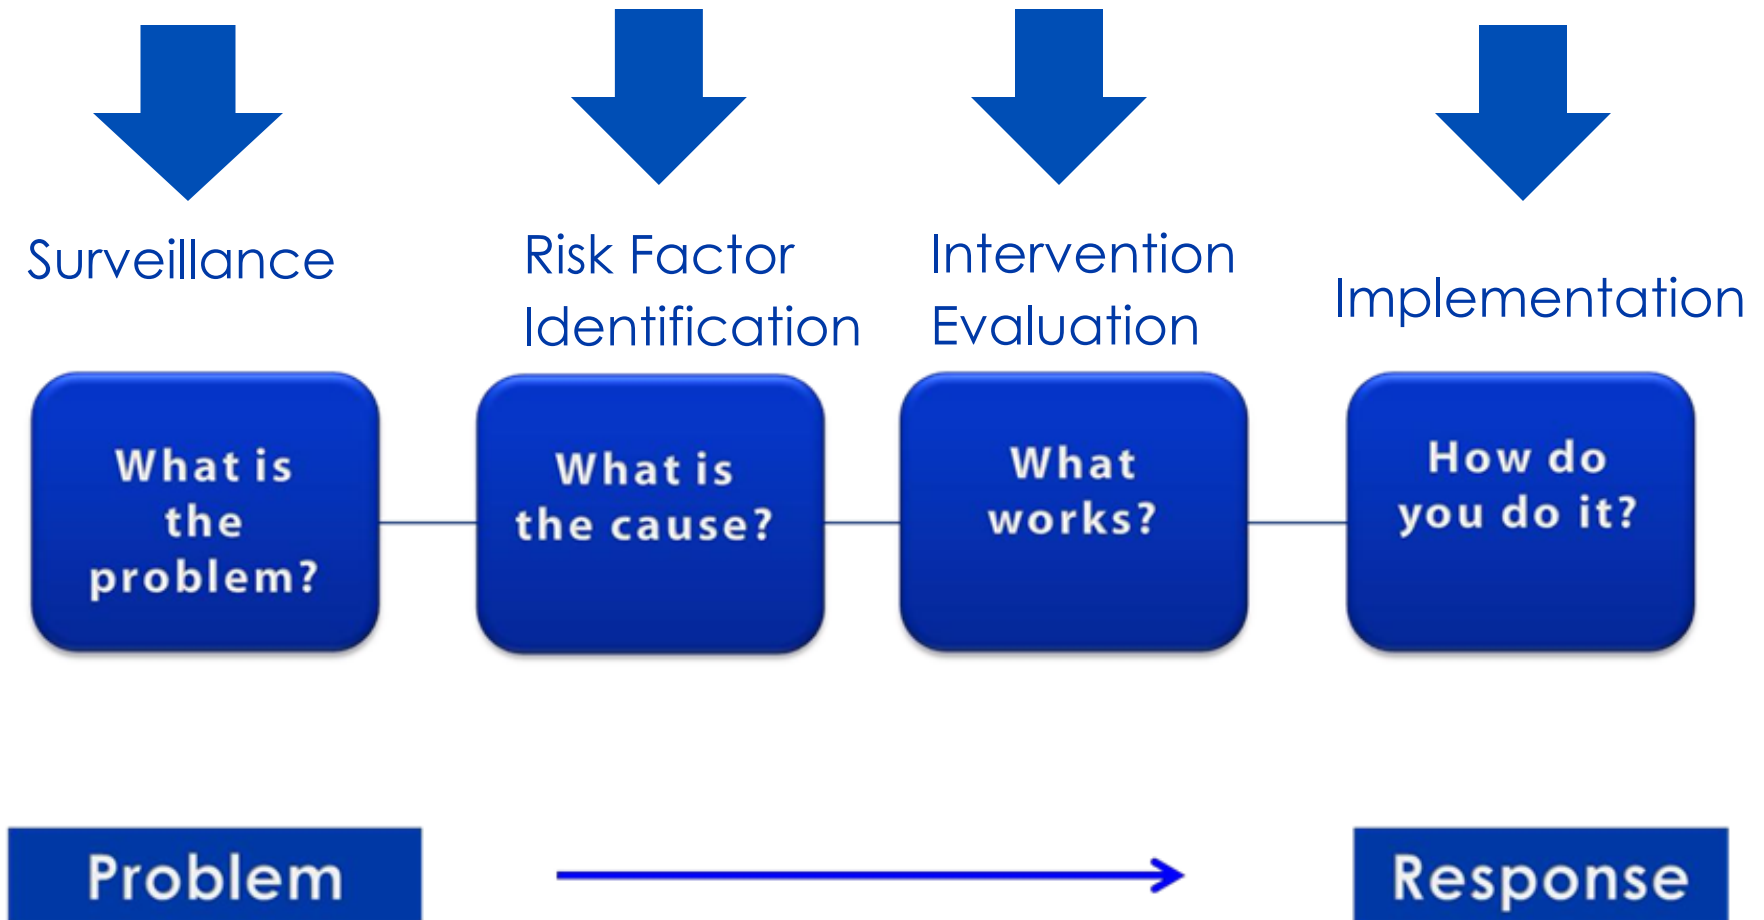 Surveillance
Risk Factor
Identification
Intervention
Evaluation
Implementation
What is
the
problem?
What is
the cause?
What
works?
How do
you do it?
Problem
Response